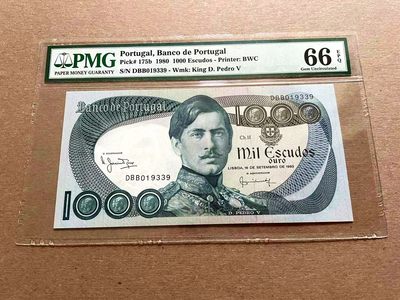 PMG
PAPER MONEY GUARANTY
Portugal, Banco de Portugal
Pick# 175b 1980 1000 Escudos - Printer: BWC
S/N DBB019339 - Wmk: King D. Pedro V
66 EPQ
Gem Uncirculated
Banco de Portugal
1000
DBB019339
Ch. 11
Mil Escudos
ouro
LISBOA, 16 DE SETEMBRO DE 1980
O GOVERNADOR
DBB019339
1000
D. PEDRO V